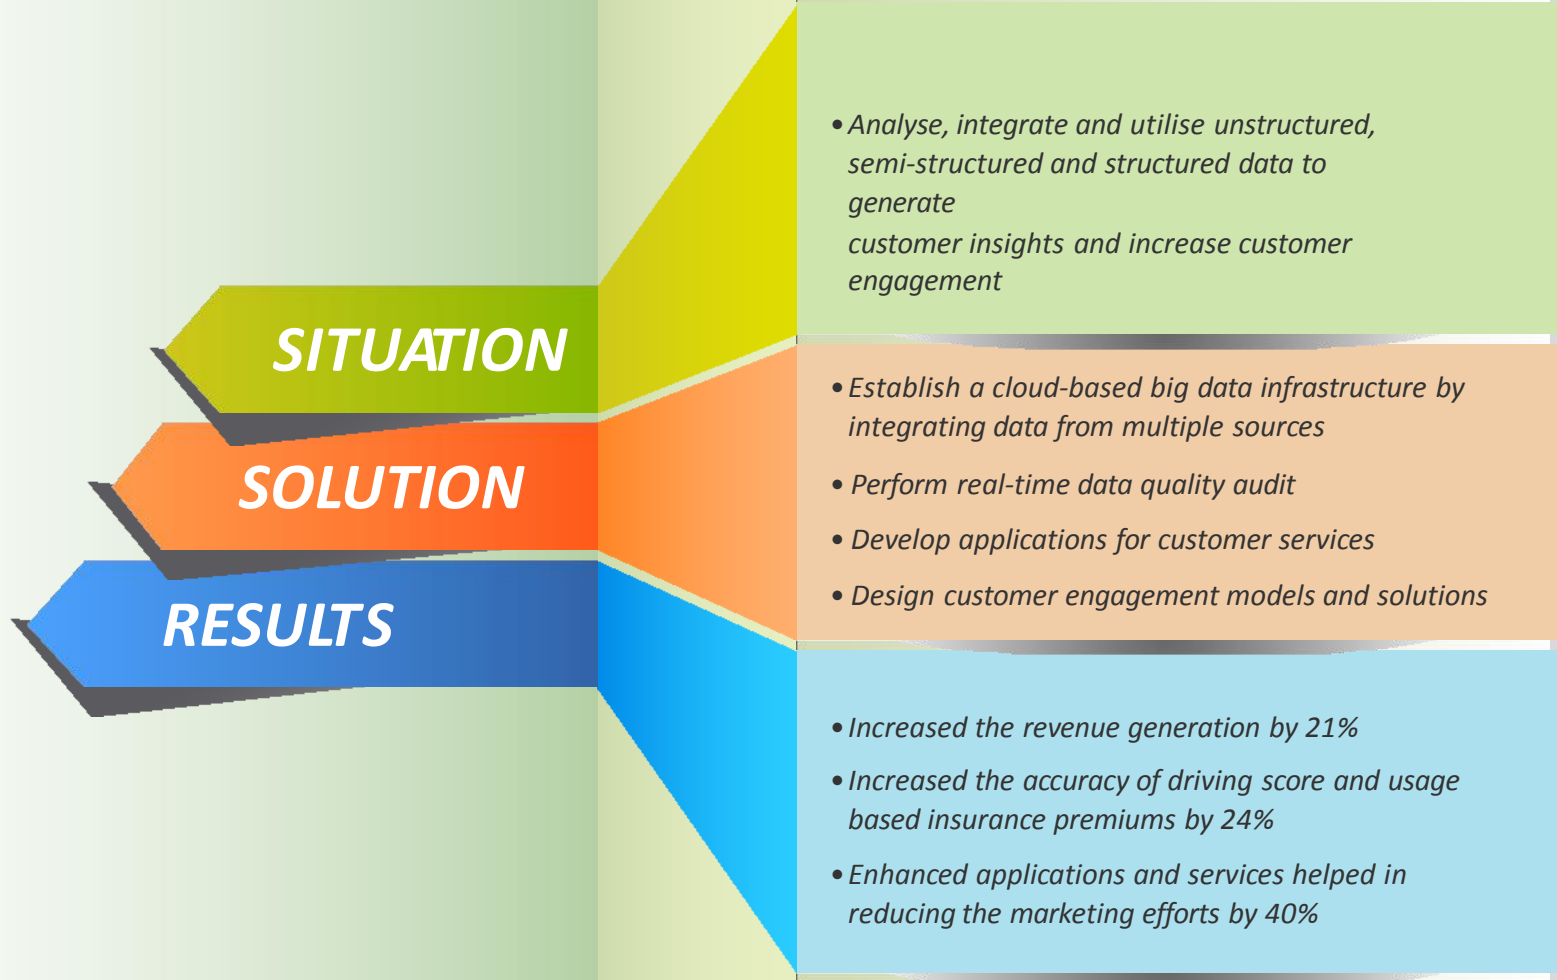 SITUATION
• Analyse, integrate and utilise unstructured,
semi-structured and structured data to
generate
customer insights and increase customer
engagement
SOLUTION
• Establish a cloud-based big data infrastructure by
integrating data from multiple sources
• Perform real-time data quality audit
• Develop applications for customer services
• Design customer engagement models and solutions
RESULTS
• Increased the revenue generation by 21%
• Increased the accuracy of driving score and usage
based insurance premiums by 24%
• Enhanced applications and services helped in
reducing the marketing efforts by 40%